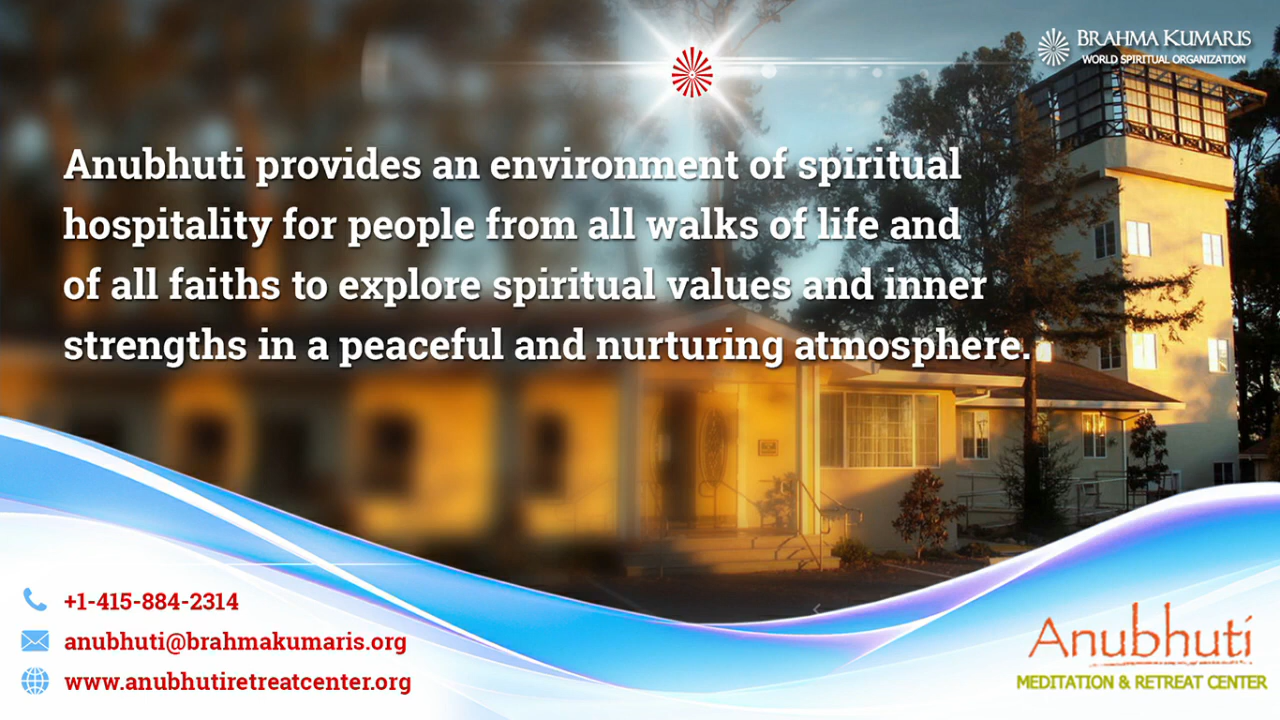 BRAHMA KUMARIS
WORLD SPIRITUAL ORGANIZATION
Anubhuti provides an environment of spiritual
hospitality for people from all walks of life and
of all faiths to explore spiritual values and inner
strengths in a peaceful and nurturing atmosphere.
+1-415-884-2314
anubhuti@brahmakumaris.org
www.anubhutiretreatcenter.org
Anubhuti
MEDITATION & RETREAT CENTER